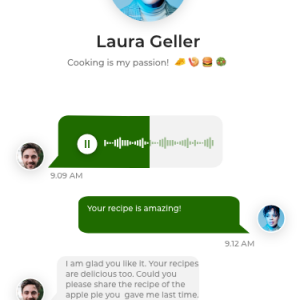 Laura Geller
Cooking is my passion!
9:09 AM
Your recipe is amazing!
9.12 AM
I am glad you like it. Your recipes
are delicious too. Could you
please share the recipe of the
apple pie you gave me last time.